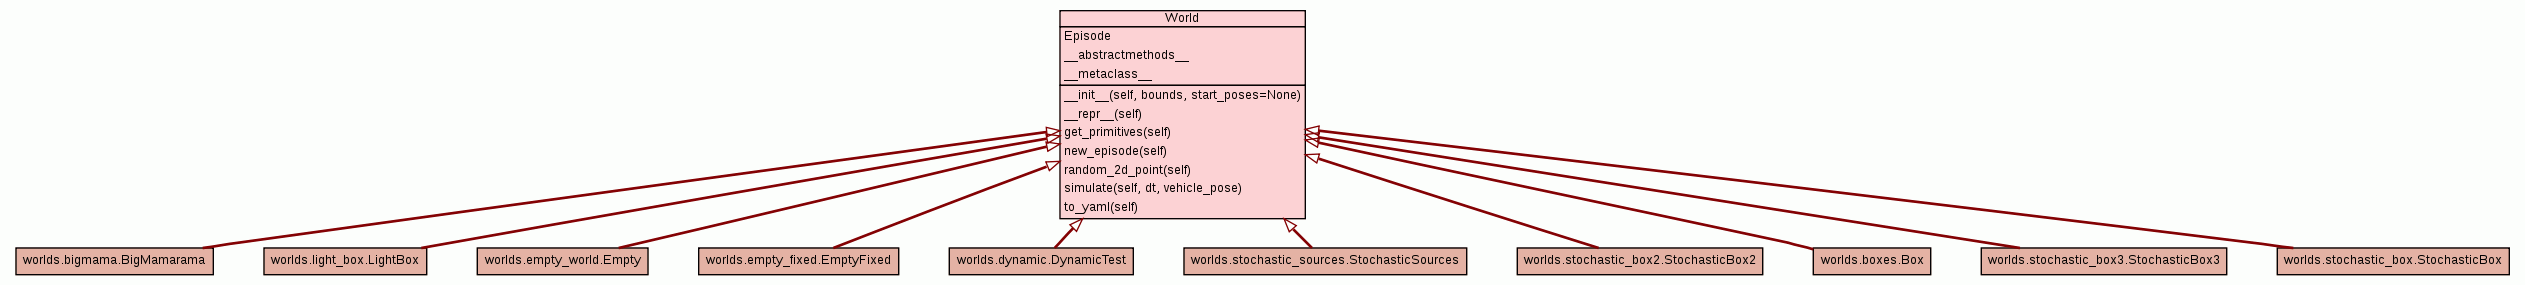 World
Episode
__abstractmethods__
__metaclass__
__init__(self, bounds, start_poses=None)
__repr__(self)
get_primitives(self)
new_episode(self)
random_2d_point(self)
simulate(self, dt, vehicle_pose)
to_yaml(self)
worlds.bigmama.BigMamarama
worlds.light_box.LightBox
worlds.empty_world.Empty
worlds.empty_fixed.EmptyFixed
worlds.dynamic.DynamicTest
worlds.stochastic_sources.StochasticSources
worlds.stochastic_box2.StochasticBox2
worlds.boxes.Box
worlds.stochastic_box3.StochasticBox3
worlds.stochastic_box.StochasticBox